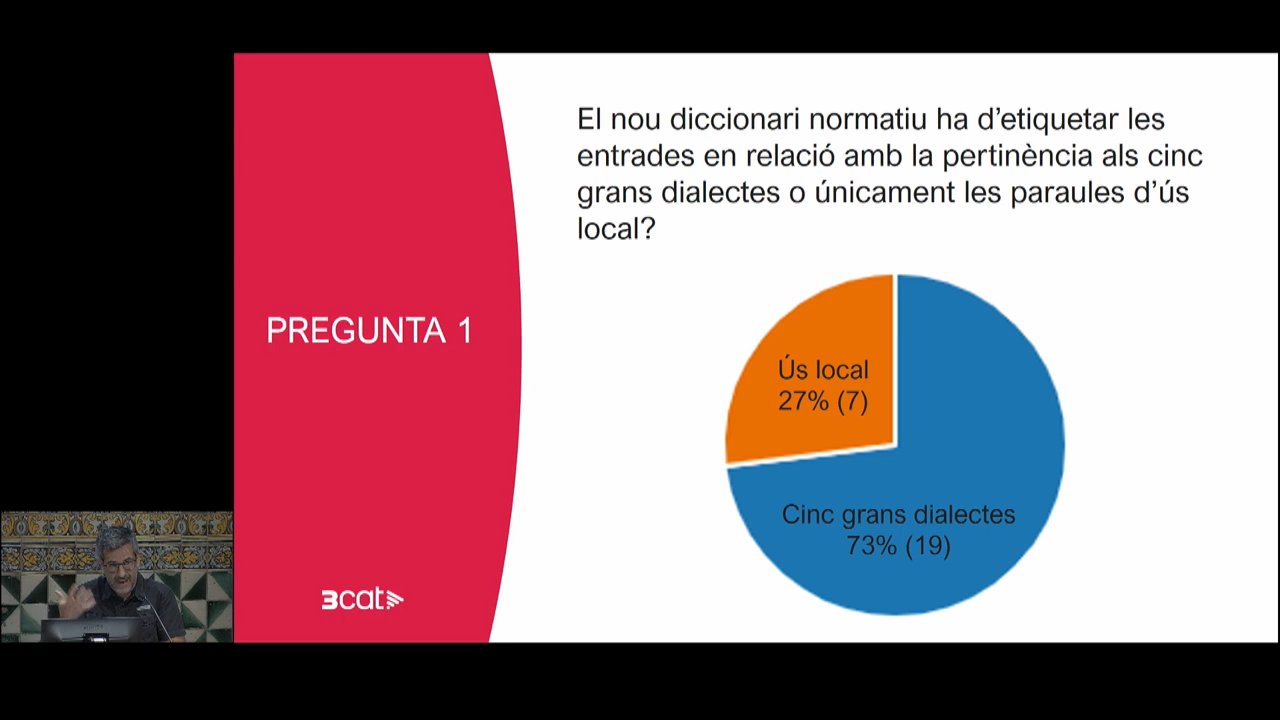 El nou diccionari normatiu ha d’etiquetar les
entrades en relació amb la pertinència als cinc
grans dialectes o únicament les paraules d’ús
local?
PREGUNTA 1
Ús local
27% (7)
Cinc grans dialectes
73% (19)
3cat